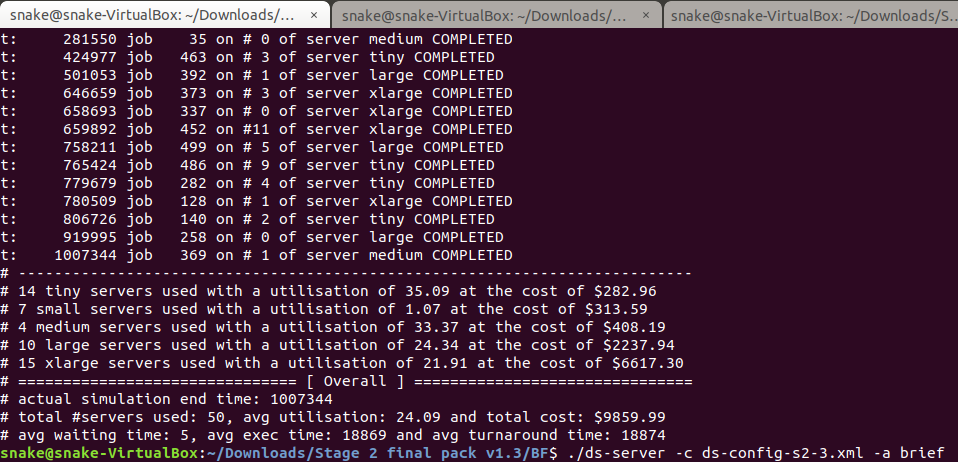 snake@snake-VirtualBox: ~/Downloads/... × snake@snake-VirtualBox: ~/Downloads/... × snake@snake-VirtualBox: ~/Downloads/S...
t:     281550 job    35 on # 0 of server medium COMPLETED
t:     424977 job   463 on # 3 of server tiny COMPLETED
t:     501053 job   392 on # 1 of server large COMPLETED
t:     646659 job   373 on # 3 of server xlarge COMPLETED
t:     658693 job   337 on # 0 of server xlarge COMPLETED
t:     659892 job   452 on #11 of server xlarge COMPLETED
t:     758211 job   499 on # 5 of server large COMPLETED
t:     765424 job   486 on # 9 of server tiny COMPLETED
t:     779679 job   282 on # 4 of server tiny COMPLETED
t:     780509 job   128 on # 1 of server xlarge COMPLETED
t:     806726 job   140 on # 2 of server tiny COMPLETED
t:     919995 job   258 on # 0 of server large COMPLETED
t:    1007344 job   369 on # 1 of server medium COMPLETED
# ---------------------------------------------------------------------------
# 14 tiny servers used with a utilisation of 35.09 at the cost of $282.96
# 7 small servers used with a utilisation of 1.07 at the cost of $313.59
# 4 medium servers used with a utilisation of 33.37 at the cost of $408.19
# 10 large servers used with a utilisation of 24.34 at the cost of $2237.94
# 15 xlarge servers used with a utilisation of 21.91 at the cost of $6617.30
# =============================== [ Overall ] ===============================
# actual simulation end time: 1007344
# total #servers used: 50, avg utilisation: 24.09 and total cost: $9859.99
# avg waiting time: 5, avg exec time: 18869 and avg turnaround time: 18874
snake@snake-VirtualBox:~/Downloads/Stage 2 final pack v1.3/BF$ ./ds-server -c ds-config-s2-3.xml -a brief